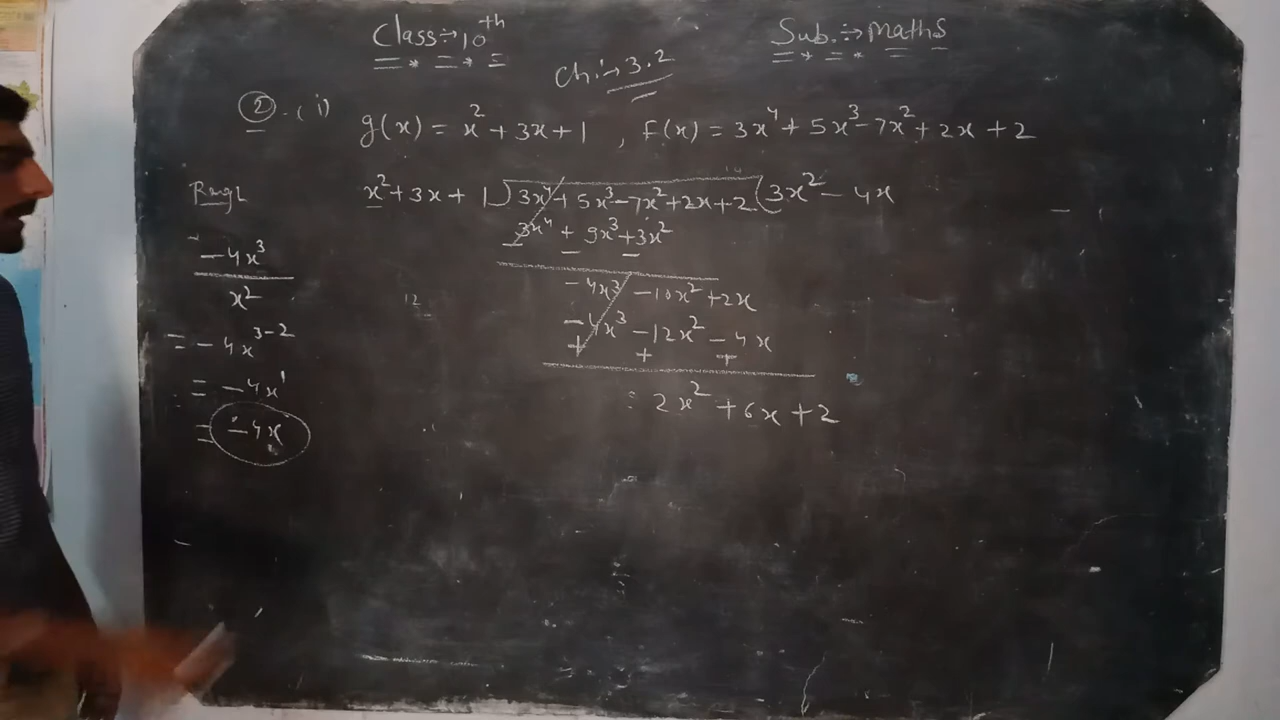 Class:-10th
Sub.:→ Maths
Ch:→3.2
②.(i) g(x) = x² + 3x + 1 , f(x) = 3x⁴ + 5x³ - 7x² + 2x + 2
x² + 3x + 1 ) 3x⁴ + 5x³ - 7x² + 2x + 2 ( 3x² - 4x
3x⁴ + 9x³ + 3x²
- - -
-4x³ - 10x² + 2x
-4x³ - 12x² - 4x
+ + +
= 2x² + 6x + 2
-4x³
x²
= -4x³⁻²
= -4x¹
= -4x
12